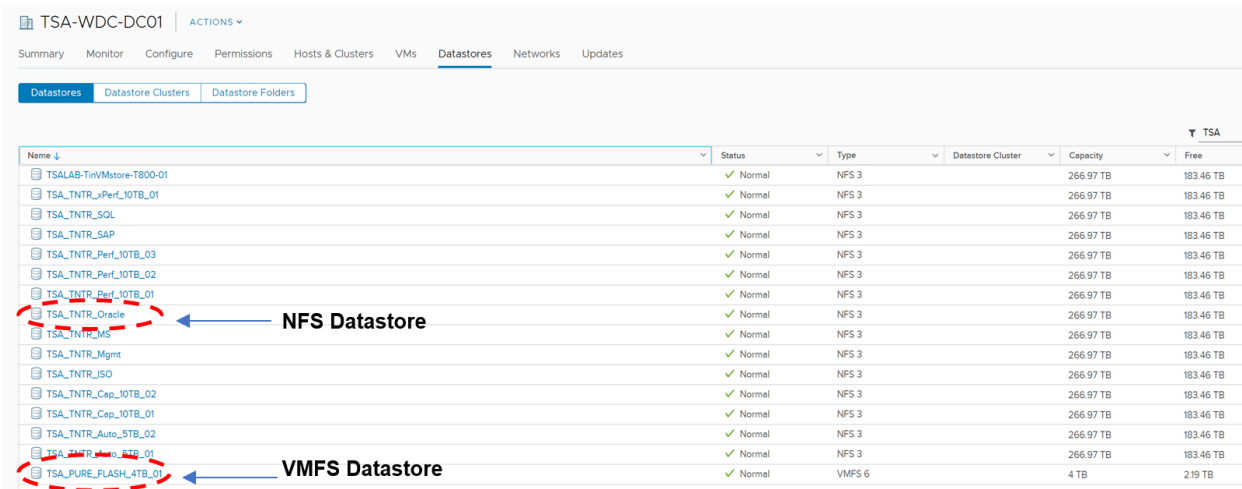 TSA-WDC-DC01 ACTIONS
Summary Monitor Configure Permissions Hosts & Clusters VMs Datastores Networks Updates
Datastores Datastore Clusters Datastore Folders
TSA
Name Status Type Datastore Cluster Capacity Free
TSALAB-TinVMstore-T800-01 Normal NFS 3 266.97 TB 183.46 TB
TSA_TNTR_xPerf_10TB_01 Normal NFS 3 266.97 TB 183.46 TB
TSA_TNTR_SQL Normal NFS 3 266.97 TB 183.46 TB
TSA_TNTR_SAP Normal NFS 3 266.97 TB 183.46 TB
TSA_TNTR_Perf_10TB_03 Normal NFS 3 266.97 TB 183.46 TB
TSA_TNTR_Perf_10TB_02 Normal NFS 3 266.97 TB 183.46 TB
TSA_TNTR_Perf_10TB_01 Normal NFS 3 266.97 TB 183.46 TB
TSA_TNTR_Oracle NFS Datastore Normal NFS 3 266.97 TB 183.46 TB
TSA_TNTR_MS Normal NFS 3 266.97 TB 183.46 TB
TSA_TNTR_Mgmt Normal NFS 3 266.97 TB 183.46 TB
TSA_TNTR_ISO Normal NFS 3 266.97 TB 183.46 TB
TSA_TNTR_Cap_10TB_02 Normal NFS 3 266.97 TB 183.46 TB
TSA_TNTR_Cap_10TB_01 Normal NFS 3 266.97 TB 183.46 TB
TSA_TNTR_Auto_5TB_02 Normal NFS 3 266.97 TB 183.46 TB
TSA_TNTR_Auto_5TB_01 Normal NFS 3 266.97 TB 183.46 TB
TSA_PURE_FLASH_4TB_01 VMFS Datastore Normal VMFS 6 4 TB 2.19 TB